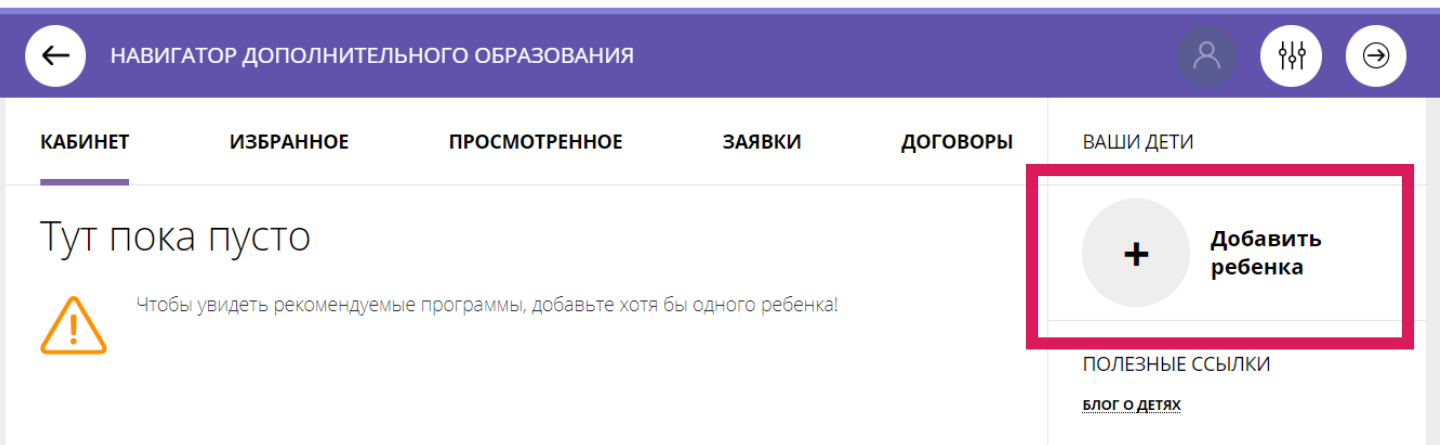 НАВИГАТОР ДОПОЛНИТЕЛЬНОГО ОБРАЗОВАНИЯ
КАБИНЕТ ИЗБРАННОЕ ПРОСМОТРЕННОЕ ЗАЯВКИ ДОГОВОРЫ
Тут пока пусто
Чтобы увидеть рекомендуемые программы, добавьте хотя бы одного ребенка!
ВАШИ ДЕТИ
+ Добавить
ребенка
ПОЛЕЗНЫЕ ССЫЛКИ
БЛОГ О ДЕТЯХ